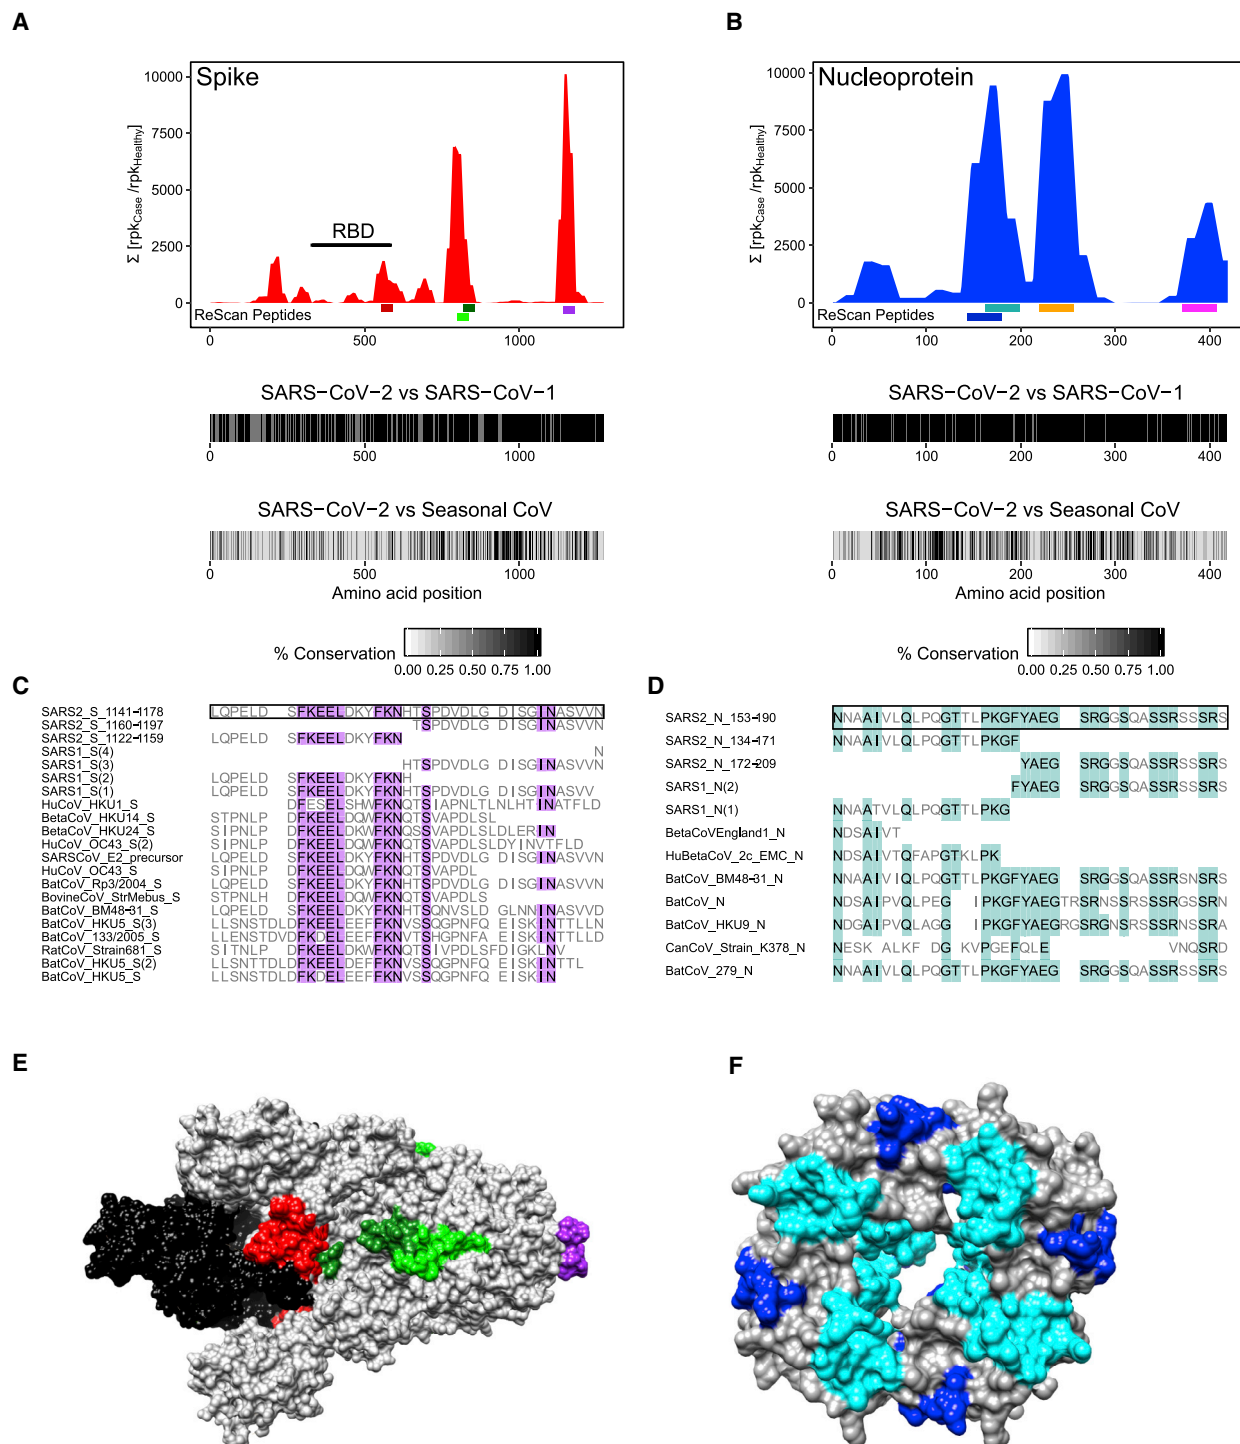 A
Spike
10000
7500
5000
2500
0
Σ [rpkCase /rpkHealthy]
RBD
ReScan Peptides
0 500 1000
SARS−CoV−2 vs SARS−CoV−1
0 500 1000
SARS−CoV−2 vs Seasonal CoV
0 500 1000
Amino acid position
% Conservation
0.00 0.25 0.50 0.75 1.00
B
Nucleoprotein
10000
7500
5000
2500
0
Σ [rpkCase /rpkHealthy]
ReScan Peptides
0 100 200 300 400
SARS−CoV−2 vs SARS−CoV−1
0 100 200 300 400
SARS−CoV−2 vs Seasonal CoV
0 100 200 300 400
Amino acid position
% Conservation
0.00 0.25 0.50 0.75 1.00
C
SARS2_S_1141−1178 LQPELD SFKEELDKYFKNHTSPDVDLG DISGINASVVN
SARS2_S_1160−1197 TSPDVDLG DISGINASVVN
SARS2_S_1122−1159 LQPELD SFKEELDKYFKN
SARS1_S(4) N
SARS1_S(3) HTSPDVDLG DISGINASVVN
SARS1_S(2) LQPELD SFKEELDKYFKNH
SARS1_S(1) LQPELD SFKEELDKYFKNHTSPDVDLG DISGINASVV
HuCoV_HKU1_S DFESELSHWFKNQTSIAPNLTLNLHTINATFLD
BetaCoV_HKU14_S STPNLP DFKEELDQWFKNQTSVAPDLSL
BetaCoV_HKU24_S SIPNLP DFKEELDQWFKNQTSVAPDLSLDLERIN
HuCoV_OC43_S(2) SIPNLP DFKEELDQWFKNQTSVAPDLSLDYINVTFLD
SARSCoV_E2_precursor LQPELD SFKEELDKYFKNHTSPDVDLG DISGINASVVN
HuCoV_OC43_S SIPNLP DFKEELDQWFKNQTSVAPDL
BatCoV_Rp3/2004_S LQPELD SFKEELDKYFKNHTSPDVDLG DISGINASVVN
BovineCoV_StrMebus_S STPNLH DFKEELDQWFKNQTSVAPDLS
BatCoV_BM48−31_S LQPELD SFKEELDKYFKNHTSQNVSLD GLNNINASVVD
BatCoV_HKU5_S(3) LLSNSTDLDFKEELEEFFKNVSSQGPNFQ EISKINTTLLN
BatCoV_133/2005_S LLENSTDVDFKDELEEFFKNVTSHGPNFA EISKINTTLLD
RatCoV_Strain681_S SIPDLS DFKEELDKWFKNQTSIVPDLSFDIGKLNV
BatCoV_HKU5_S(2) LLSNTTDLDFKEELEEFFKNVSSQGPNFQ EISKINTTL
BatCoV_HKU5_S LLSNSTDLDFKDELEEFFKNVSSQGPNFQ EISKIN
D
SARS2_N_153−190 NNAAIVLQLPQGTTLPKGFYAEG SRGGSQASSRSSSRS
SARS2_N_134−171 NNAAIVLQLPQGTTLPKGF
SARS2_N_172−209 YAEG SRGGSQASSRSSSRS
SARS1_N(2) FYAEG SRGGSQASSRSSSRS
SARS1_N(1) NNAATVLQLPQGTTLPKG
BetaCoVEngland1_N NDSAIVT
HuBetaCoV_2c_EMC_N NDSAIVTQFAPGTKLPK
BatCoV_BM48−31_N NNAAIVLQLPQGTTLPKGFYAEG SRGGSQASSRSNSRS
BatCoV_N NDSAIPVQLPEG IPKGFYAEGTRSRNSSRSSSRGSSN
BatCoV_HKU9_N NDGAIPVQLPEG IPKGFYAEGRGSRGNSRSSSRNSSN
CanCoV_Strain_K378_N NESK ALKF DG KVPGEFQLE VNQSRD
BatCoV_279_N NNAAIVLQLPQGTTLPKGFYAEG SRGGSQASSRSSSRS
E
F